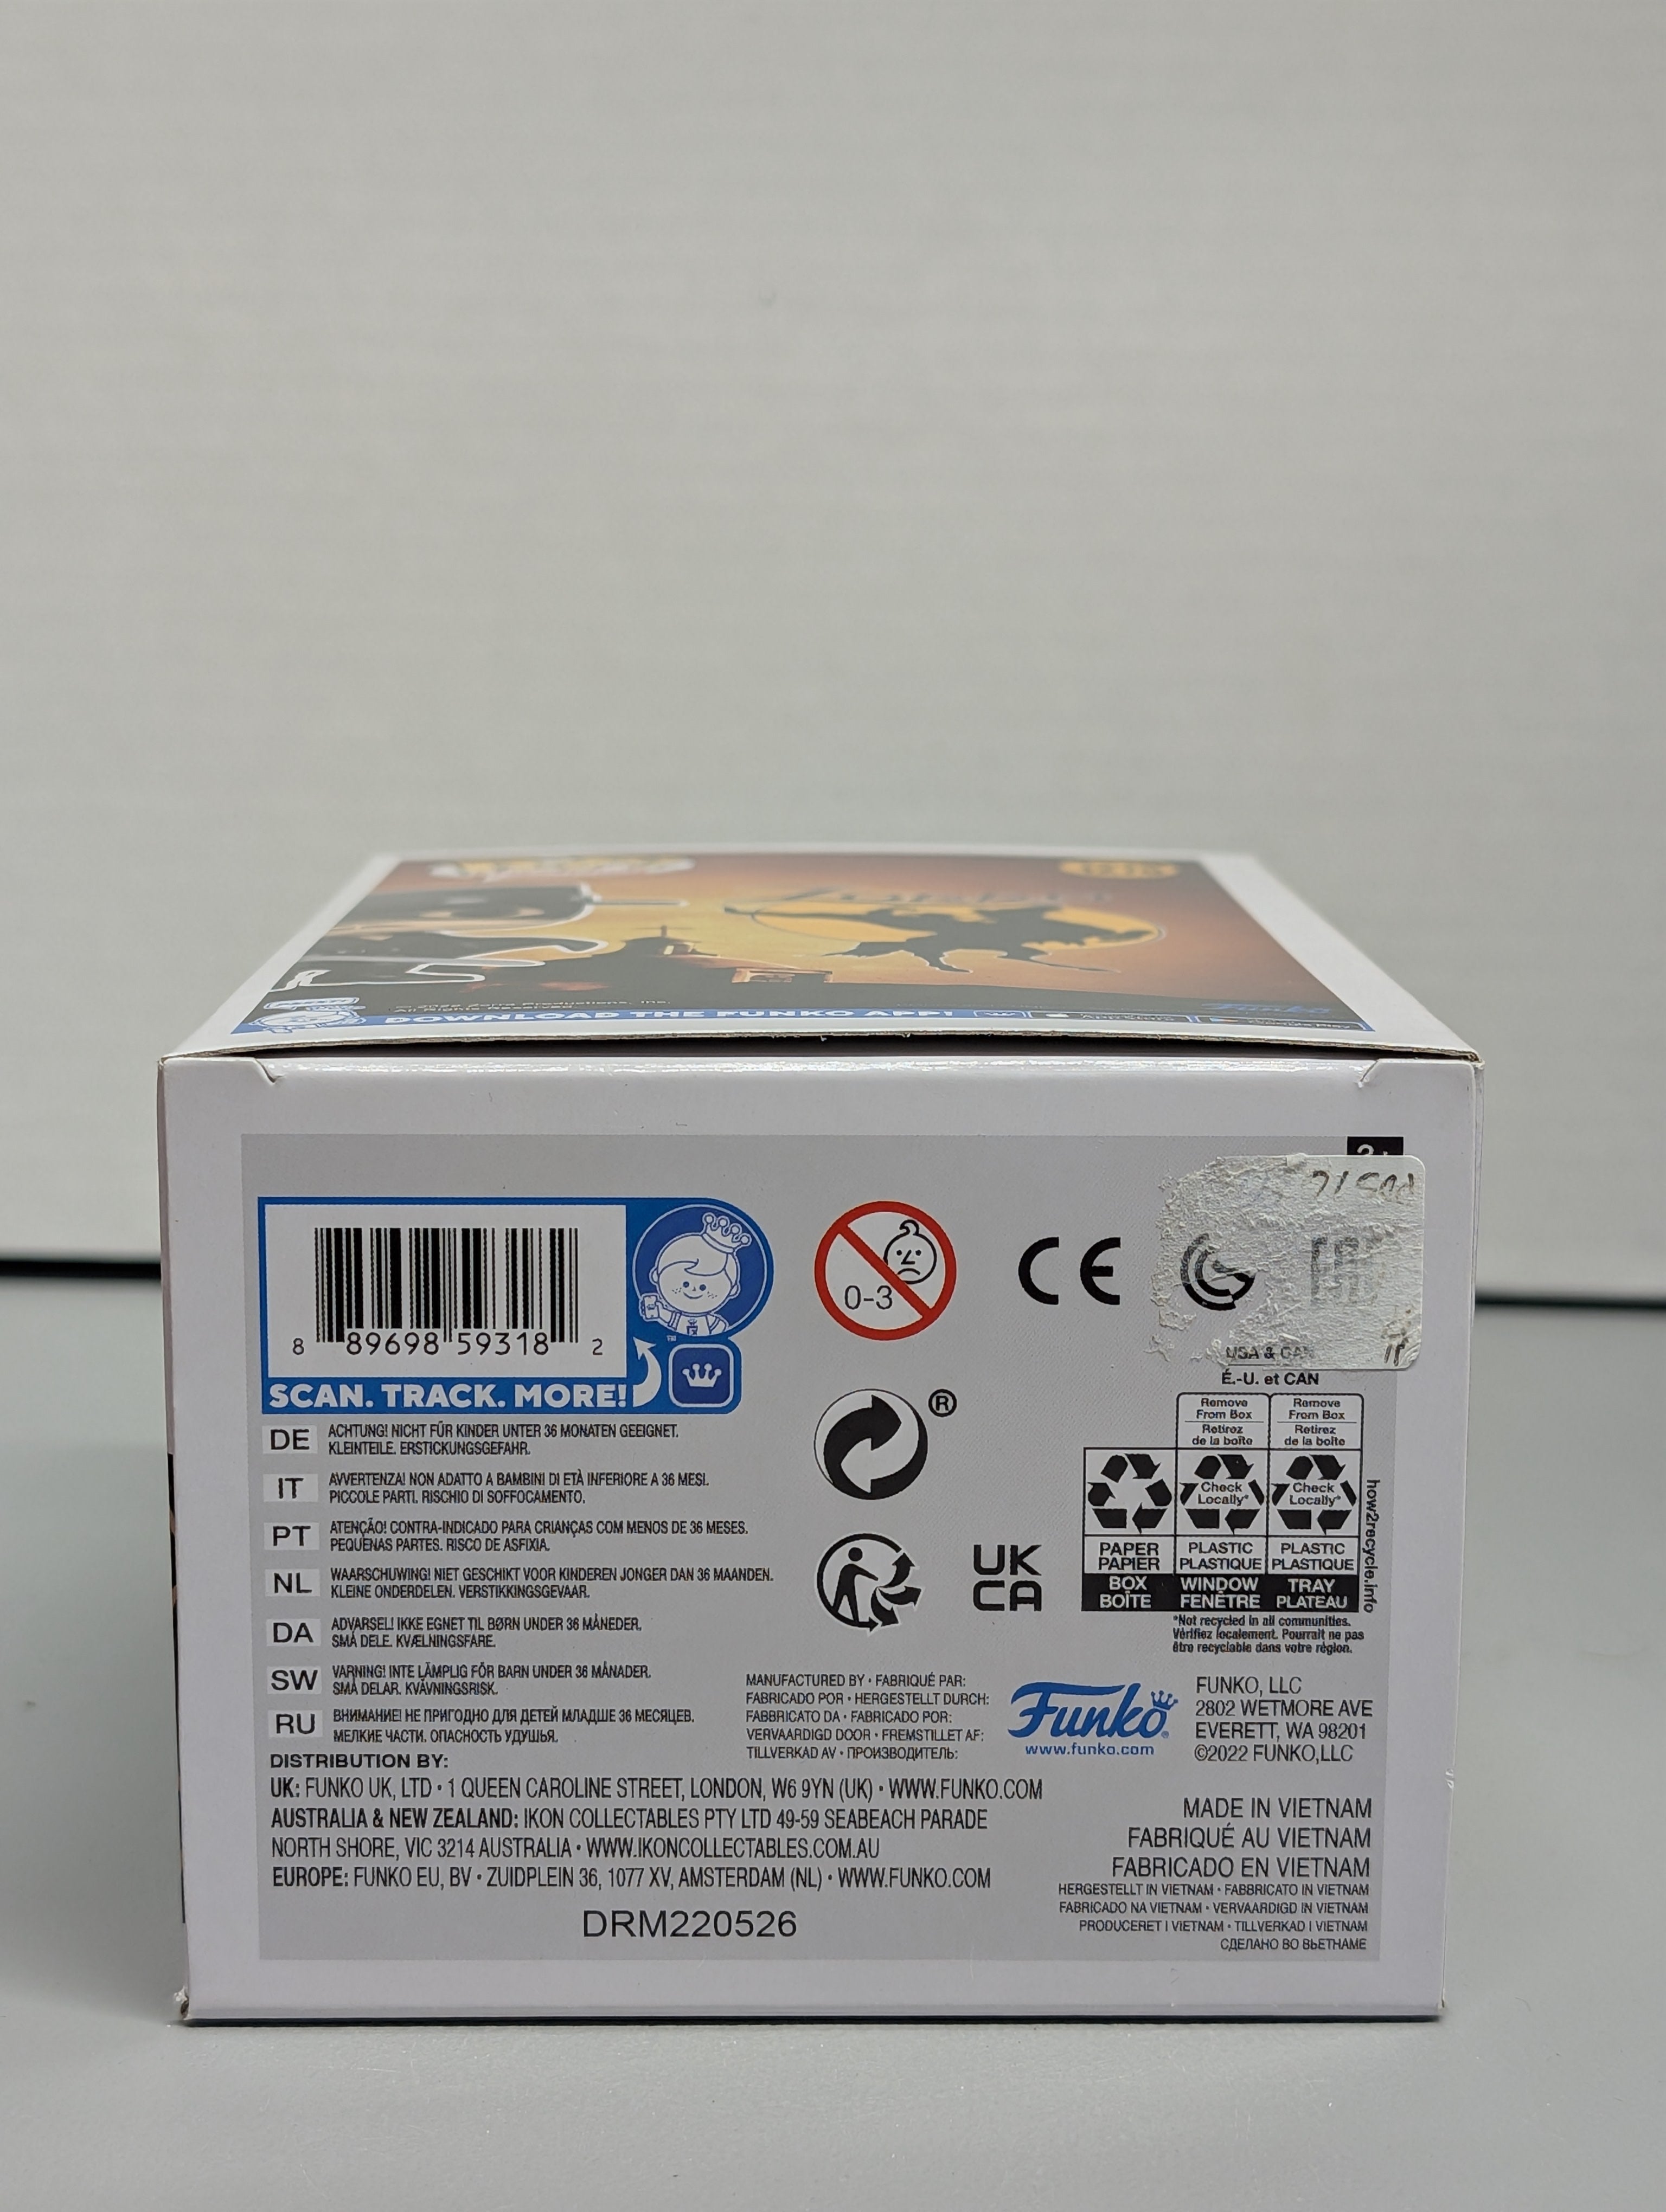 © 2022 Zorro Productions, Inc.
All Rights Reserved.
DOWNLOAD THE FUNKO APP!
App Store
Google Play
Funko
8 89698 59318 2
SCAN. TRACK. MORE!
™
0-3
CE
USA & CAN
É.-U. et CAN
®
DE ACHTUNG! NICHT FÜR KINDER UNTER 36 MONATEN GEEIGNET.
KLEINTEILE. ERSTICKUNGSGEFAHR.
IT AVVERTENZA! NON ADATTO A BAMBINI DI ETÀ INFERIORE A 36 MESI.
PICCOLE PARTI. RISCHIO DI SOFFOCAMENTO.
PT ATENÇÃO! CONTRA-INDICADO PARA CRIANÇAS COM MENOS DE 36 MESES.
PEQUENAS PARTES. RISCO DE ASFIXIA.
NL WAARSCHUWING! NIET GESCHIKT VOOR KINDEREN JONGER DAN 36 MAANDEN.
KLEINE ONDERDELEN. VERSTIKKINGSGEVAAR.
DA ADVARSEL! IKKE EGNET TIL BØRN UNDER 36 MÅNEDER.
SMÅ DELE. KVÆLNINGSFARE.
SW VARNING! INTE LÄMPLIG FÖR BARN UNDER 36 MÅNADER.
SMÅ DELAR. KVÄVNINGSRISK.
RU ВНИМАНИЕ! НЕ ПРИГОДНО ДЛЯ ДЕТЕЙ МЛАДШЕ 36 МЕСЯЦЕВ.
МЕЛКИЕ ЧАСТИ. ОПАСНОСТЬ УДУШЬЯ.
UK
CA
Remove
From Box
Retirez
de la boîte
Remove
From Box
Retirez
de la boîte
Check
Locally*
Check
Locally*
PAPER
PAPIER
PLASTIC
PLASTIQUE
PLASTIC
PLASTIQUE
BOX
BOÎTE
WINDOW
FENÊTRE
TRAY
PLATEAU
how2recycle.info
*Not recycled in all communities.
Vérifiez localement. Pourrait ne pas
être recyclable dans votre région.
MANUFACTURED BY • FABRIQUÉ PAR:
FABRICADO POR • HERGESTELLT DURCH:
FABBRICATO DA • FABRICADO POR:
VERVAARDIGD DOOR • FREMSTILLET AF:
TILLVERKAD AV • ПРОИЗВОДИТЕЛЬ:
Funko®
www.funko.com
FUNKO, LLC
2802 WETMORE AVE
EVERETT, WA 98201
©2022 FUNKO,LLC
DISTRIBUTION BY:
UK: FUNKO UK, LTD • 1 QUEEN CAROLINE STREET, LONDON, W6 9YN (UK) • WWW.FUNKO.COM
AUSTRALIA & NEW ZEALAND: IKON COLLECTABLES PTY LTD 49-59 SEABEACH PARADE
NORTH SHORE, VIC 3214 AUSTRALIA • WWW.IKONCOLLECTABLES.COM.AU
EUROPE: FUNKO EU, BV • ZUIDPLEIN 36, 1077 XV, AMSTERDAM (NL) • WWW.FUNKO.COM
DRM220526
MADE IN VIETNAM
FABRIQUÉ AU VIETNAM
FABRICADO EN VIETNAM
HERGESTELLT IN VIETNAM • FABBRICATO IN VIETNAM
FABRICADO NA VIETNAM • VERVAARDIGD IN VIETNAM
PRODUCERET I VIETNAM • TILLVERKAD I VIETNAM
СДЕЛАНО ВО ВЬЕТНАМЕ